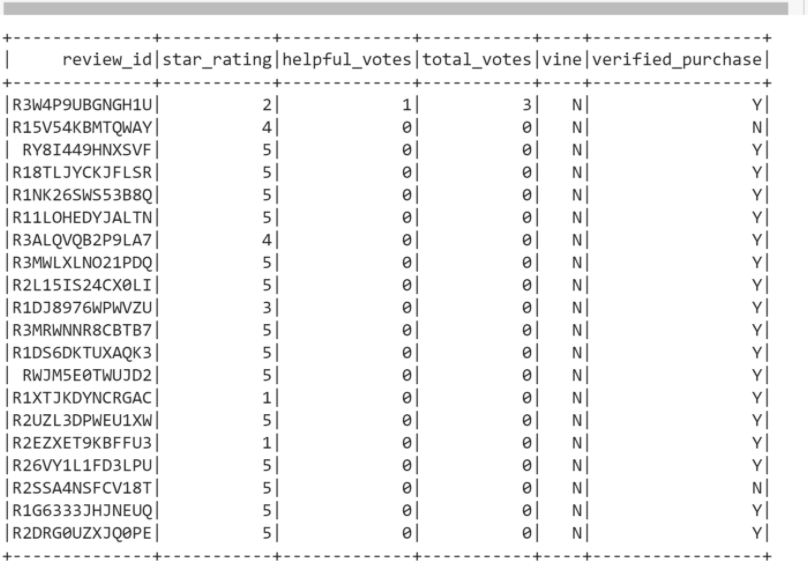 +--------------+-----------+-------------+-----------+----+-----------------+
|     review_id|star_rating|helpful_votes|total_votes|vine|verified_purchase|
+--------------+-----------+-------------+-----------+----+-----------------+
|R3W4P9UBGNGH1U|          2|            1|          3|   N|                Y|
|R15V54KBMTQWAY|          4|            0|          0|   N|                N|
| RY8I449HNXSVF|          5|            0|          0|   N|                Y|
|R18TLJYCKJFLSR|          5|            0|          0|   N|                Y|
|R1NK26SWS53B8Q|          5|            0|          0|   N|                Y|
|R11LOHEDYJALTN|          5|            0|          0|   N|                Y|
|R3ALQVQB2P9LA7|          4|            0|          0|   N|                Y|
|R3MWLXLNO21PDQ|          5|            0|          0|   N|                Y|
|R2L15IS24CX0LI|          5|            0|          0|   N|                Y|
|R1DJ8976WPWVZU|          3|            0|          0|   N|                Y|
|R3MRWNNR8CBTB7|          5|            0|          0|   N|                Y|
|R1DS6DKTUXAQK3|          5|            0|          0|   N|                Y|
| RWJM5E0TWUJD2|          5|            0|          0|   N|                Y|
|R1XTJKDYNCRGAC|          1|            0|          0|   N|                Y|
|R2UZL3DPWEU1XW|          5|            0|          0|   N|                Y|
|R2EZXET9KBFFU3|          1|            0|          0|   N|                Y|
|R26VY1L1FD3LPU|          5|            0|          0|   N|                Y|
|R2SSA4NSFCV18T|          5|            0|          0|   N|                N|
|R1G6333JHJNEUQ|          5|            0|          0|   N|                Y|
|R2DRG0UZXJQ0PE|          5|            0|          0|   N|                Y|
+--------------+-----------+-------------+-----------+----+-----------------+